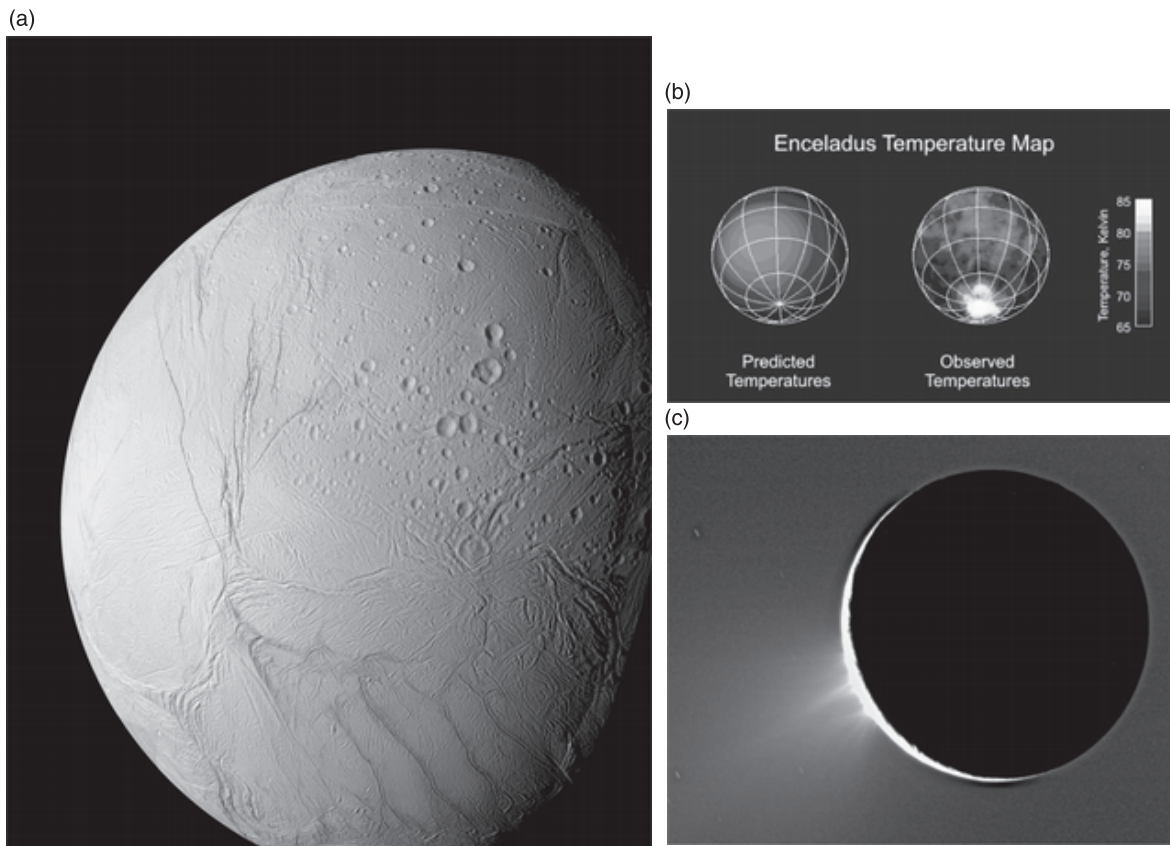 (a)
(b)
Enceladus Temperature Map
85
80
75
70
65
Temperature, Kelvin
Predicted
Temperatures
Observed
Temperatures
(c)